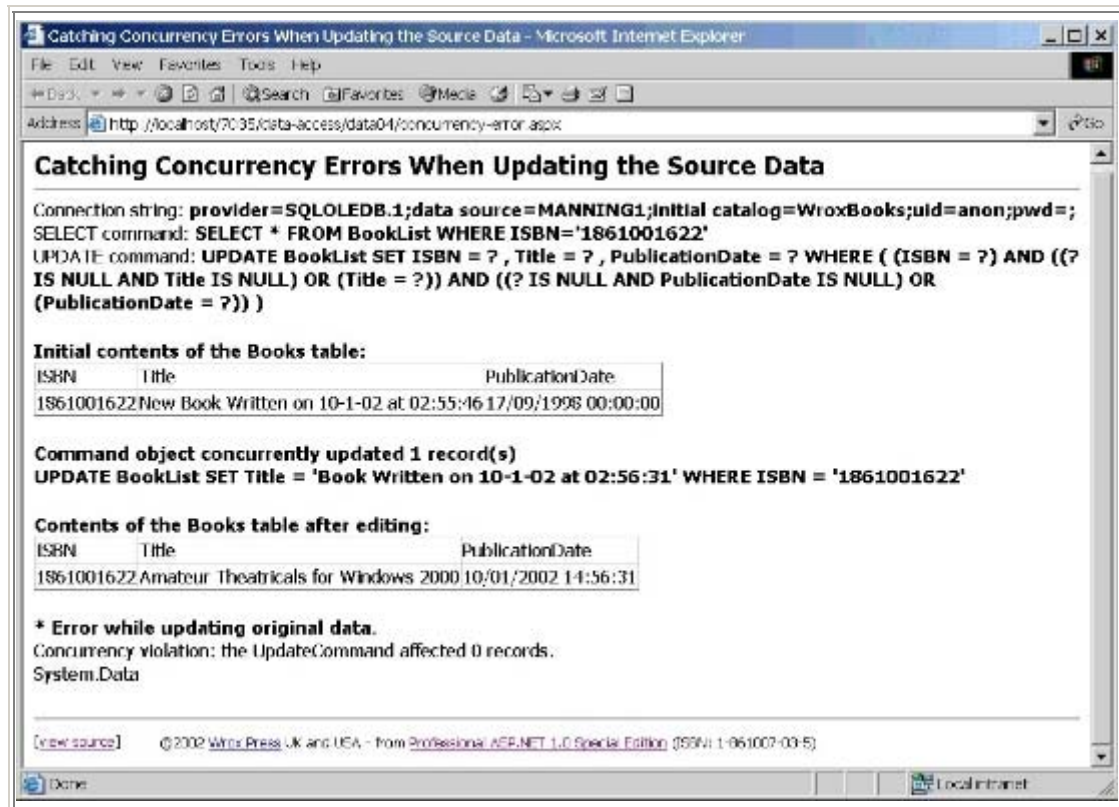 Catching Concurrency Errors When Updating the Source Data - Microsoft Internet Explorer
File Edit View Favorites Tools Help
Back Search Favorites Media
Address http://localhost/7035/data-access/data04/concurrency-error.aspx Go
Catching Concurrency Errors When Updating the Source Data
Connection string: provider=SQLOLEDB.1;data source=MANNING1;initial catalog=WroxBooks;uid=anon;pwd=;
SELECT command: SELECT * FROM BookList WHERE ISBN='1861001622'
UPDATE command: UPDATE BookList SET ISBN = ? , Title = ? , PublicationDate = ? WHERE ( (ISBN = ?) AND ((?
IS NULL AND Title IS NULL) OR (Title = ?)) AND ((? IS NULL AND PublicationDate IS NULL) OR
(PublicationDate = ?)) )
Initial contents of the Books table:
ISBN Title PublicationDate
1861001622 New Book Written on 10-1-02 at 02:55:46 17/09/1998 00:00:00
Command object concurrently updated 1 record(s)
UPDATE BookList SET Title = 'Book Written on 10-1-02 at 02:56:31' WHERE ISBN = '1861001622'
Contents of the Books table after editing:
ISBN Title PublicationDate
1861001622 Amateur Theatricals for Windows 2000 10/01/2002 14:56:31
* Error while updating original data.
Concurrency violation: the UpdateCommand affected 0 records.
System.Data
[view source] ©2002 Wrox Press UK and USA - from Professional ASP.NET 1.0 Special Edition (ISBN: 1-861007-03-5)
Done Local intranet